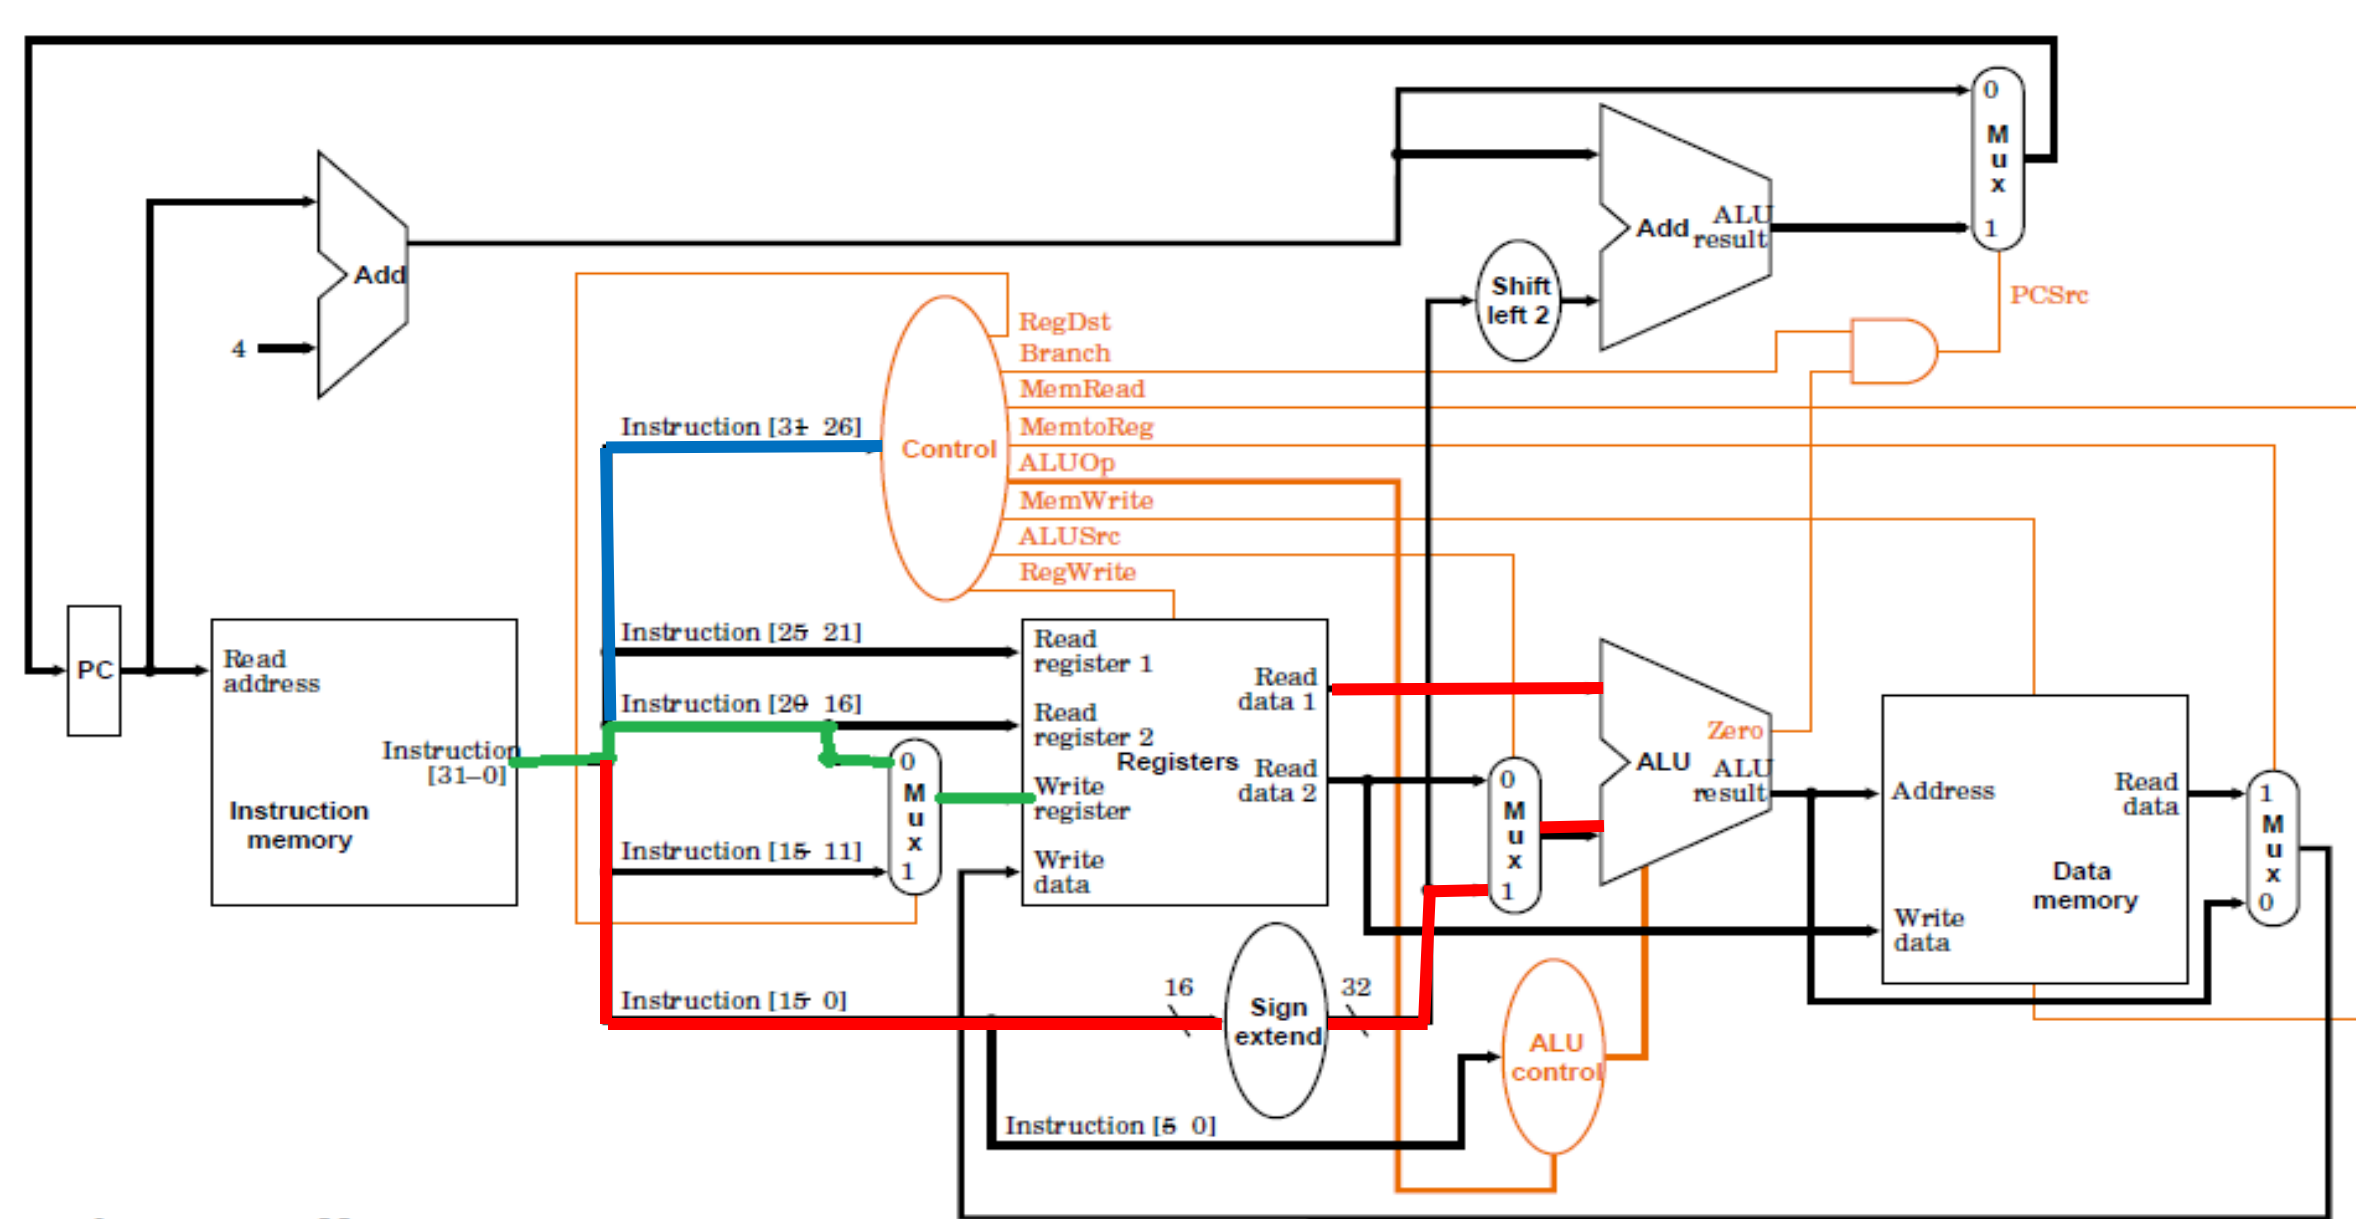 0
M
u
x
1
Add
ALU
result
Add
4
Shift
left 2
PCSrc
RegDst
Branch
MemRead
MemtoReg
ALUOp
MemWrite
ALUSrc
RegWrite
Control
Instruction [31 26]
Instruction [25 21]
Instruction [20 16]
Instruction [15 11]
Instruction [15 0]
Instruction [5 0]
PC
Read
address
Instruction
[31–0]
Instruction
memory
0
M
u
x
1
Read
register 1
Read
register 2
Write
register
Write
data
Registers
Read
data 1
Read
data 2
0
M
u
x
1
Zero
ALU
ALU
result
Address
Write
data
Read
data
Data
memory
1
M
u
x
0
16
Sign
extend
32
ALU
control